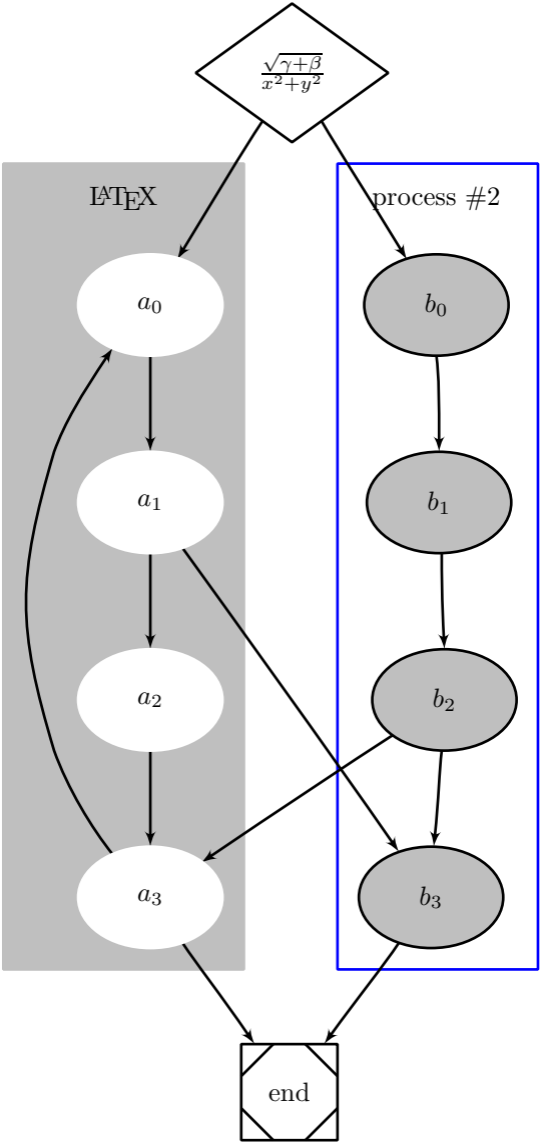 √γ+β
x²+y²
LATEX process #2
a₀ b₀
a₁ b₁
a₂ b₂
a₃ b₃
end